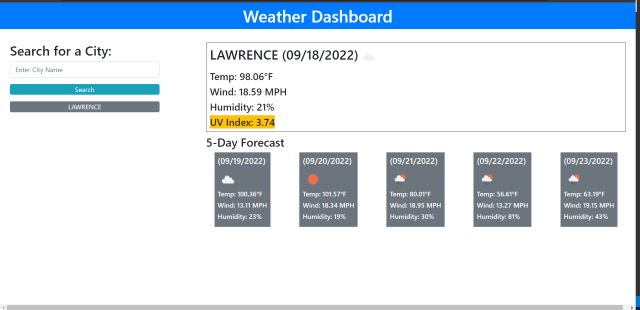 Weather Dashboard
Search for a City:
Enter City Name
Search
LAWRENCE
LAWRENCE (09/18/2022)
Temp: 98.06°F
Wind: 18.59 MPH
Humidity: 21%
UV Index: 3.74
5-Day Forecast
(09/19/2022)
Temp: 100.36°F
Wind: 13.11 MPH
Humidity: 23%
(09/20/2022)
Temp: 101.57°F
Wind: 18.34 MPH
Humidity: 19%
(09/21/2022)
Temp: 80.01°F
Wind: 18.95 MPH
Humidity: 30%
(09/22/2022)
Temp: 56.61°F
Wind: 13.27 MPH
Humidity: 81%
(09/23/2022)
Temp: 63.19°F
Wind: 19.15 MPH
Humidity: 43%